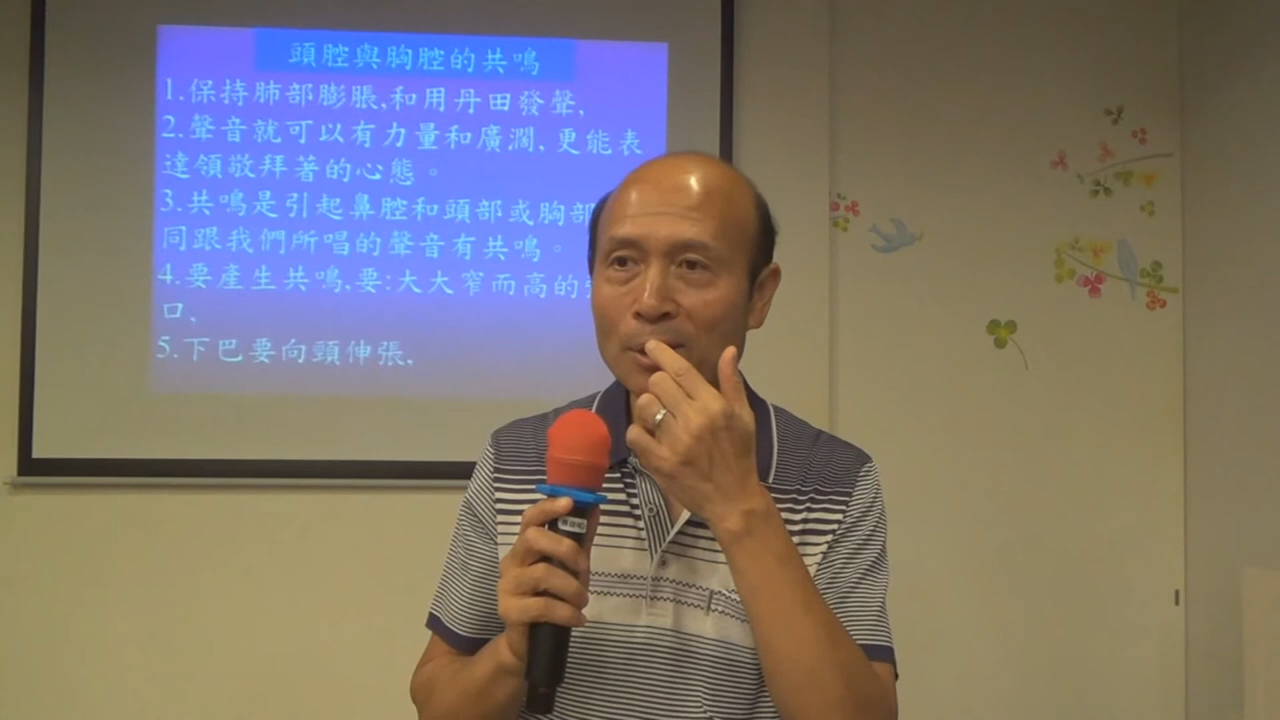 頭腔與胸腔的共鳴
1.保持肺部膨脹,和用丹田發聲,
2.聲音就可以有力量和廣濶, 更能表
達領敬拜著的心態。
3.共鳴是引起鼻腔和頭部或胸部
同跟我們所唱的聲音有共鳴。
4.要產生共鳴,要:大大窄而高的
口、
5.下巴要向頸伸張,